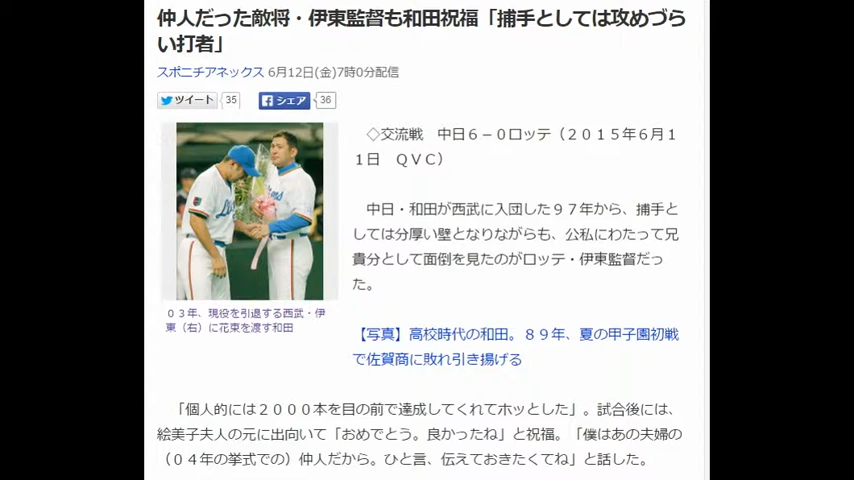 仲人だった敵将・伊東監督も和田祝福「捕手としては攻めづら
い打者」
スポニチアネックス 6月12日(金)7時0分配信
ツイート 35 シェア 36
◇交流戦　中日６－０ロッテ（２０１５年６月１
１日　ＱＶＣ）
中日・和田が西武に入団した９７年から、捕手と
しては分厚い壁となりながらも、公私にわたって兄
貴分として面倒を見たのがロッテ・伊東監督だっ
た。
０３年、現役を引退する西武・伊
東（右）に花束を渡す和田
【写真】高校時代の和田。８９年、夏の甲子園初戦
で佐賀商に敗れ引き揚げる
「個人的には２０００本を目の前で達成してくれてホッとした」。試合後には、
絵美子夫人の元に出向いて「おめでとう。良かったね」と祝福。「僕はあの夫婦の
（０４年の挙式での）仲人だから。ひと言、伝えておきたくてね」と話した。